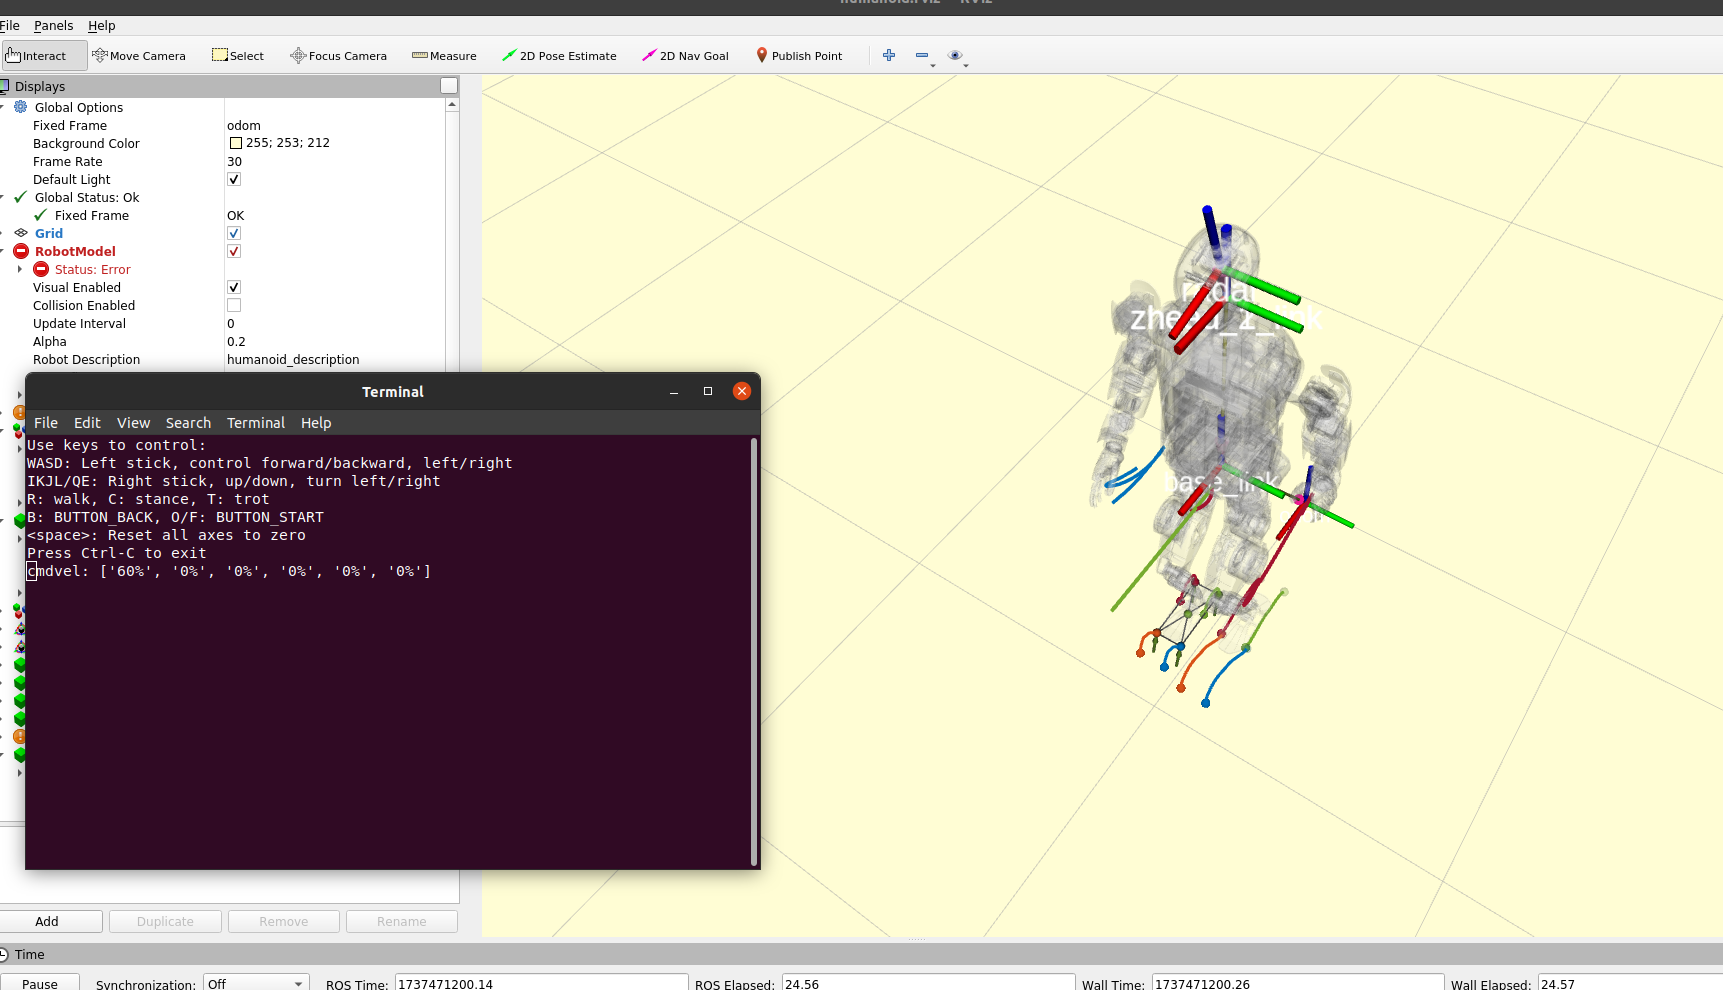 File Panels Help
Interact Move Camera Select Focus Camera Measure 2D Pose Estimate 2D Nav Goal Publish Point
Displays
Global Options
Fixed Frame odom
Background Color 255; 253; 212
Frame Rate 30
Default Light
Global Status: Ok
Fixed Frame OK
Grid
RobotModel
Status: Error
Visual Enabled
Collision Enabled
Update Interval 0
Alpha 0.2
Robot Description humanoid_description
Terminal
File Edit View Search Terminal Help
Use keys to control:
WASD: Left stick, control forward/backward, left/right
IKJL/QE: Right stick, up/down, turn left/right
R: walk, C: stance, T: trot
B: BUTTON_BACK, O/F: BUTTON_START
<space>: Reset all axes to zero
Press Ctrl-C to exit
cmdvel: ['60%', '0%', '0%', '0%', '0%', '0%']
base_link
Add Duplicate Remove Rename
Time
Pause Synchronization: Off ROS Time: 1737471200.14 ROS Elapsed: 24.56 Wall Time: 1737471200.26 Wall Elapsed: 24.57